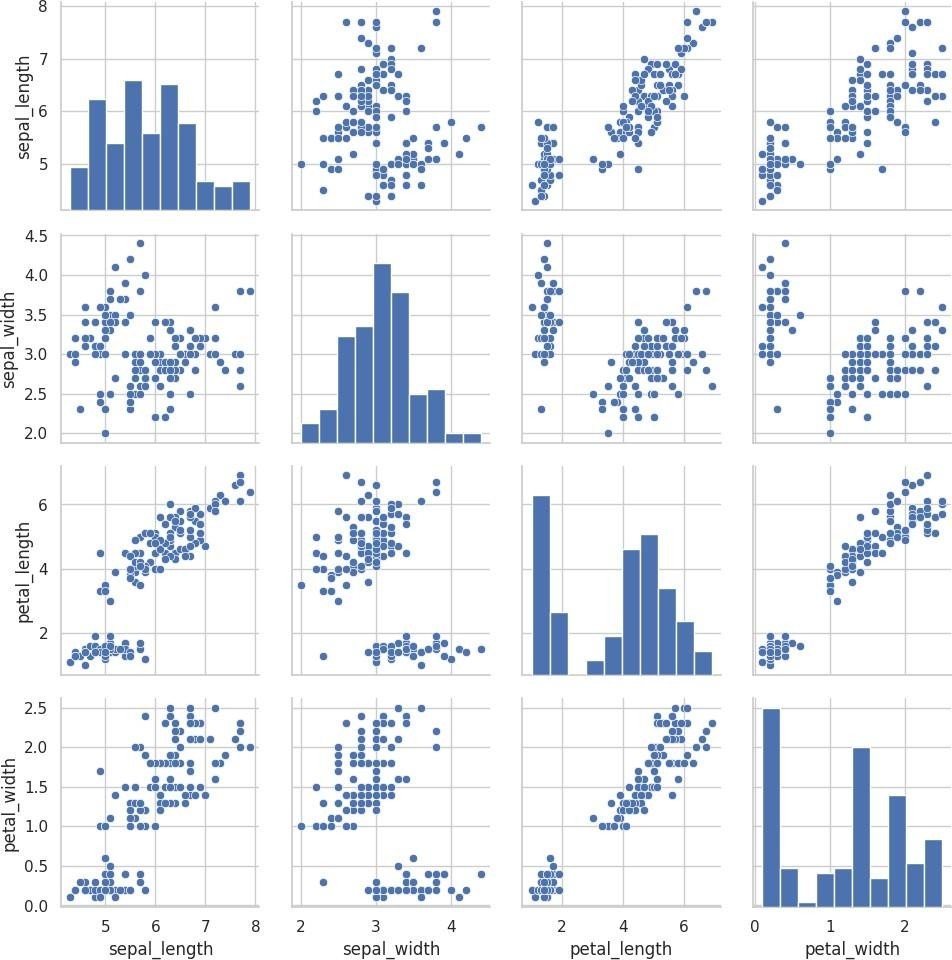 8
7
6
5
sepal_length
4.5
4.0
3.5
3.0
2.5
2.0
sepal_width
6
4
2
petal_length
2.5
2.0
1.5
1.0
0.5
0.0
petal_width
5 6 7 8
2 3 4
2 4 6
0 1 2
sepal_length sepal_width petal_length petal_width